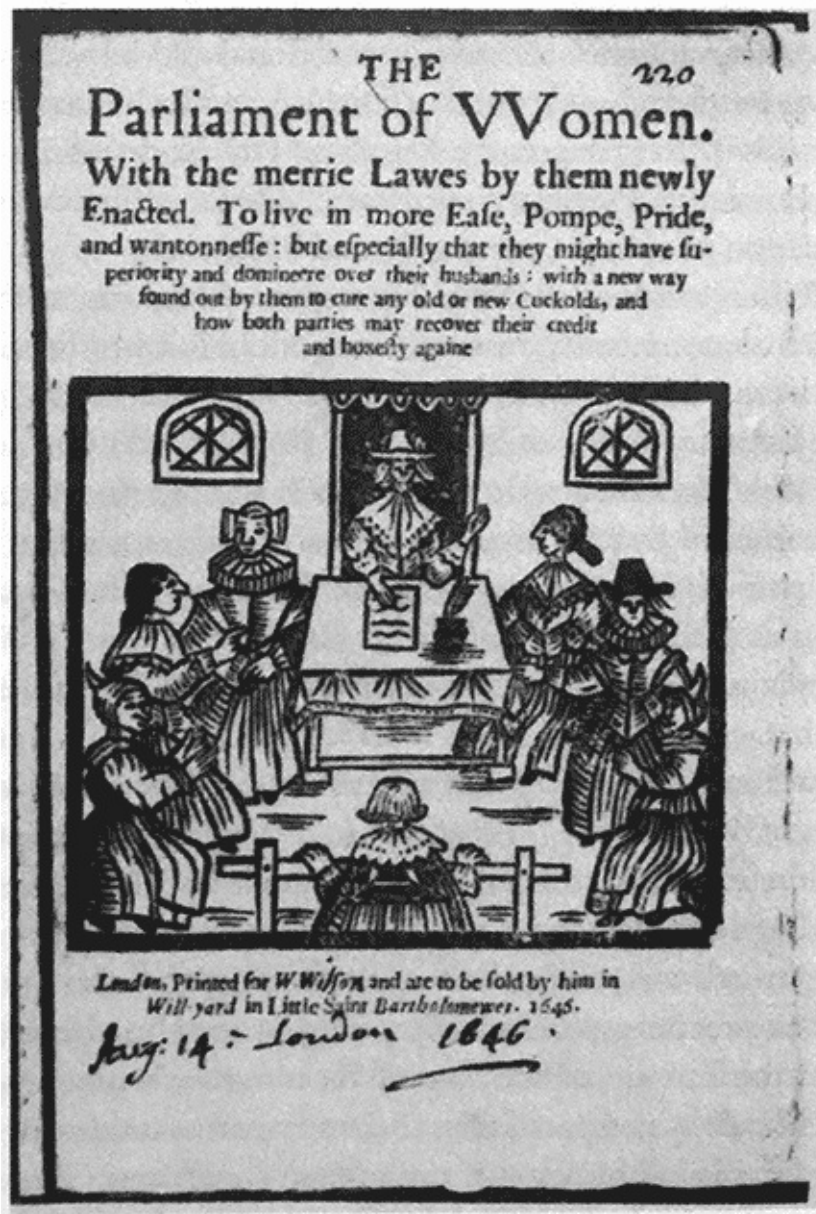 THE
220
Parliament of VVomen.
With the merrie Lawes by them newly
Enacted. To live in more Eaſe, Pompe, Pride,
and wantonneſſe: but eſpecially that they might have ſu-
periority and domineere over their husbands: with a new way
found out by them to cure any old or new Cuckolds, and
how both parties may recover their credit
and honeſty againe
London, Printed for W. Wilſon and are to be ſold by him in
Will-yard in Little Saint Bartholomewes. 1646.
Aug: 14. London 1646.